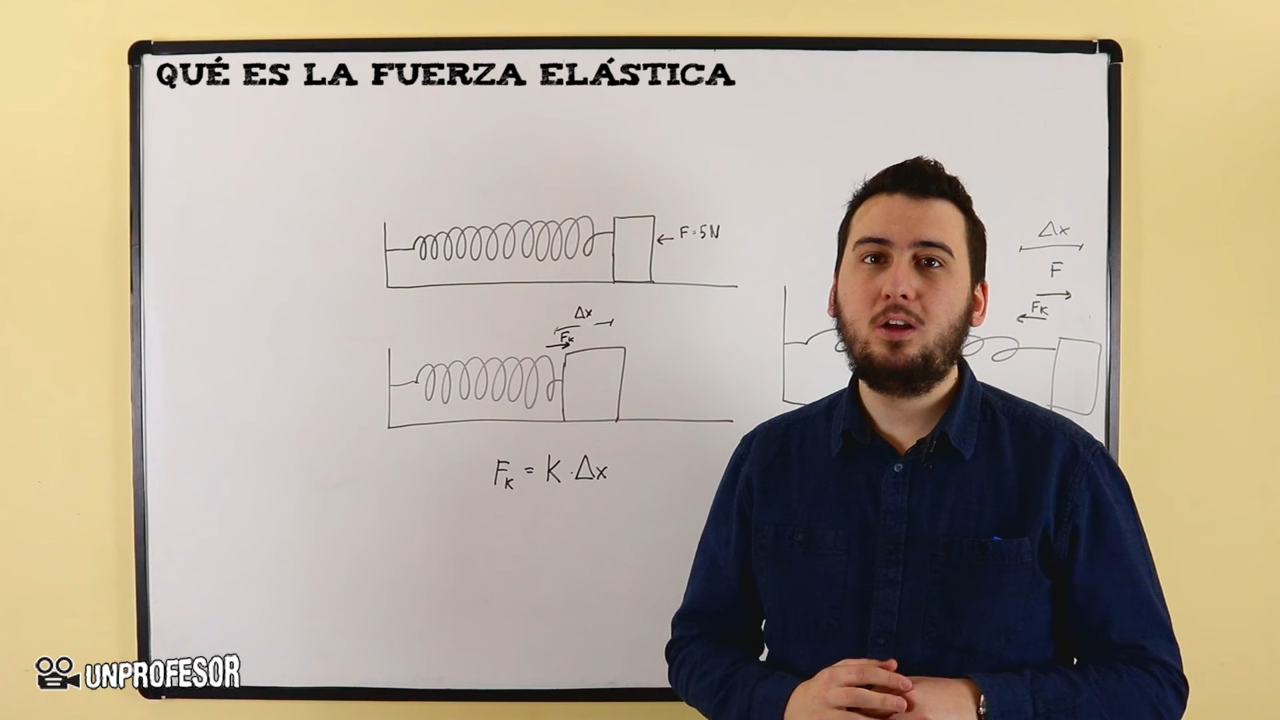 QUÉ ES LA FUERZA ELÁSTICA
F=5N
Δx
F
FK
Δx
FK
FK = K·Δx
UNPROFESOR